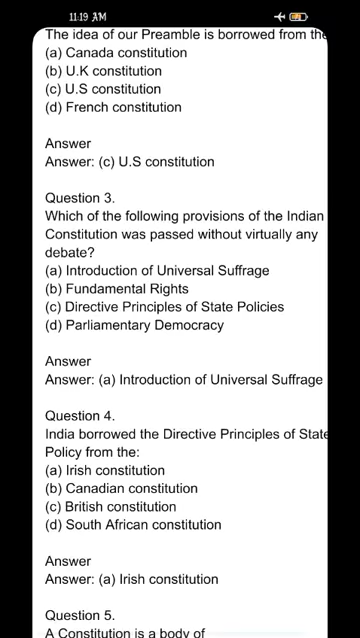 11:19 AM
The idea of our Preamble is borrowed from the
(a) Canada constitution
(b) U.K constitution
(c) U.S constitution
(d) French constitution
Answer
Answer: (c) U.S constitution
Question 3.
Which of the following provisions of the Indian
Constitution was passed without virtually any
debate?
(a) Introduction of Universal Suffrage
(b) Fundamental Rights
(c) Directive Principles of State Policies
(d) Parliamentary Democracy
Answer
Answer: (a) Introduction of Universal Suffrage
Question 4.
India borrowed the Directive Principles of State
Policy from the:
(a) Irish constitution
(b) Canadian constitution
(c) British constitution
(d) South African constitution
Answer
Answer: (a) Irish constitution
Question 5.
A Constitution is a body of